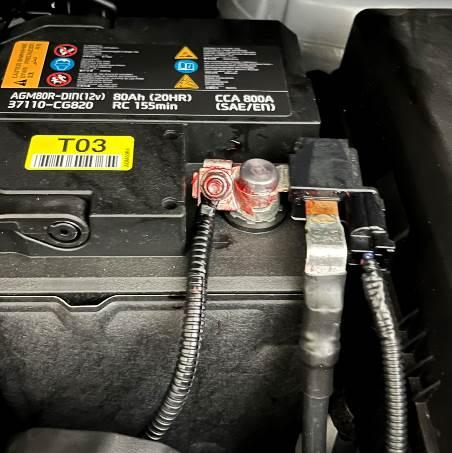 AGM80R-DIN(12V) 80Ah (20HR) CCA 800A
37110-CG820 RC 155min (SAE/EN)
T03